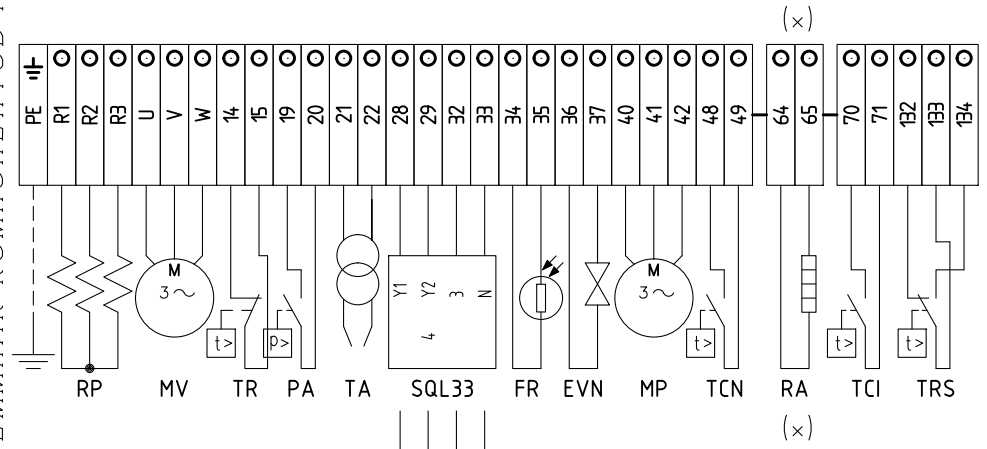 (x)
PE R1 R2 R3 U V W 14 15 19 20 21 22 28 29 32 33 34 35 36 37 40 41 42 48 49 64 65 70 71 132 133 134
M M
3~ 3~
Y1 Y2 3 N
4
t> p> t> t> t>
RP MV TR PA TA SQL33 FR EVN MP TCN RA TCI TRS
(x)